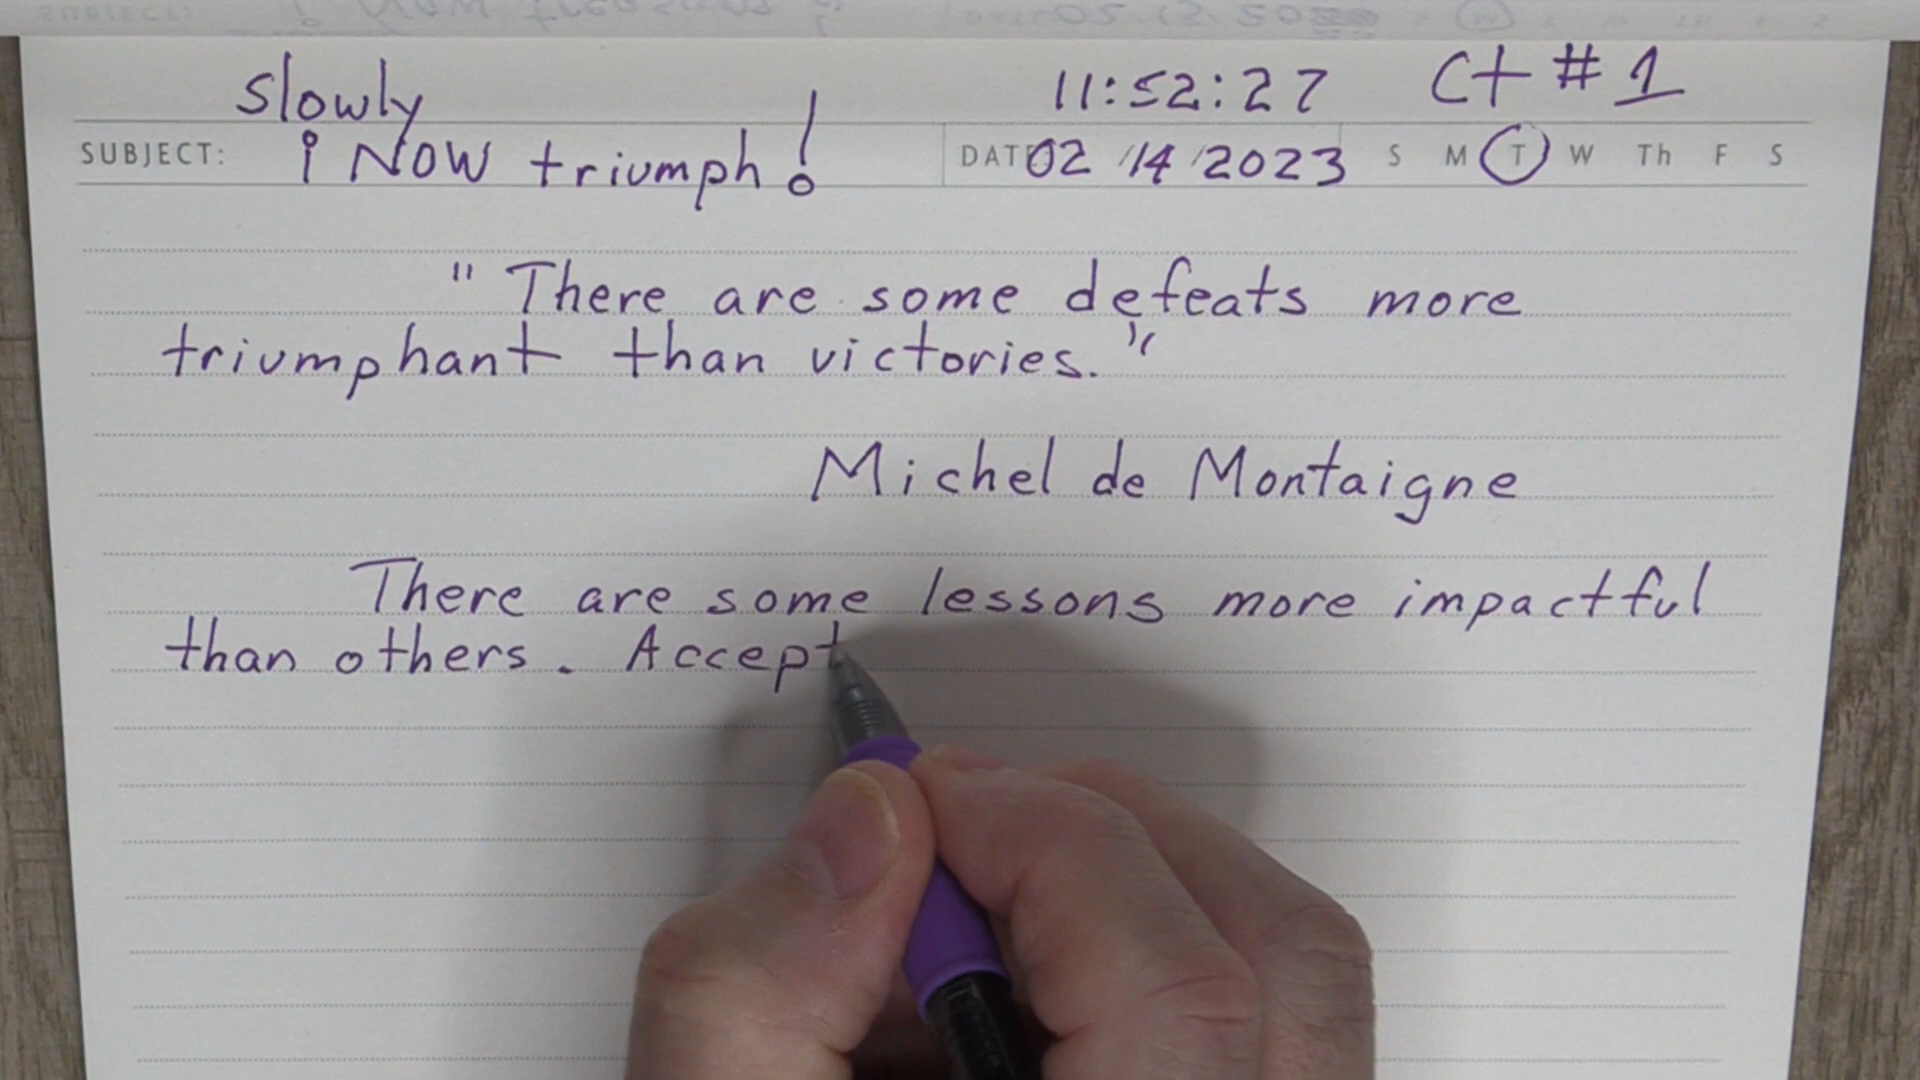 slowly 11:52:27 Ct # 1
SUBJECT: ¡ NOW triumph! DATE 02/14/2023 S M T W Th F S
"There are some defeats more
triumphant than victories."
Michel de Montaigne
There are some lessons more impactful
than others. Accept